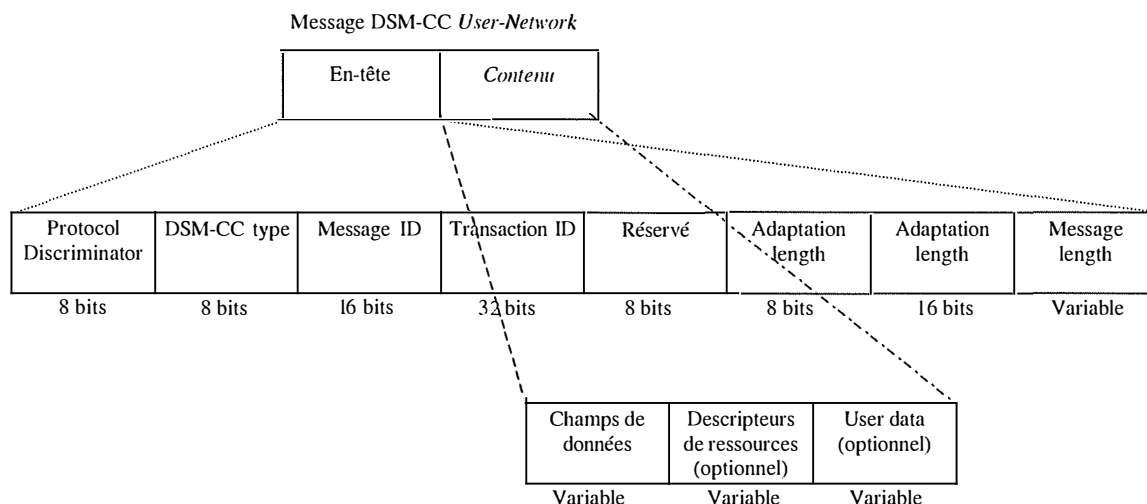 Message DSM-CC User-Network
En-tête
Contenu
Protocol
Discriminator
DSM-CC type
Message ID
Transaction ID
Réservé
Adaptation
length
Adaptation
length
Message
length
8 bits
8 bits
16 bits
32 bits
8 bits
8 bits
16 bits
Variable
Champs de
données
Descripteurs
de ressources
(optionnel)
User data
(optionnel)
Variable
Variable
Variable